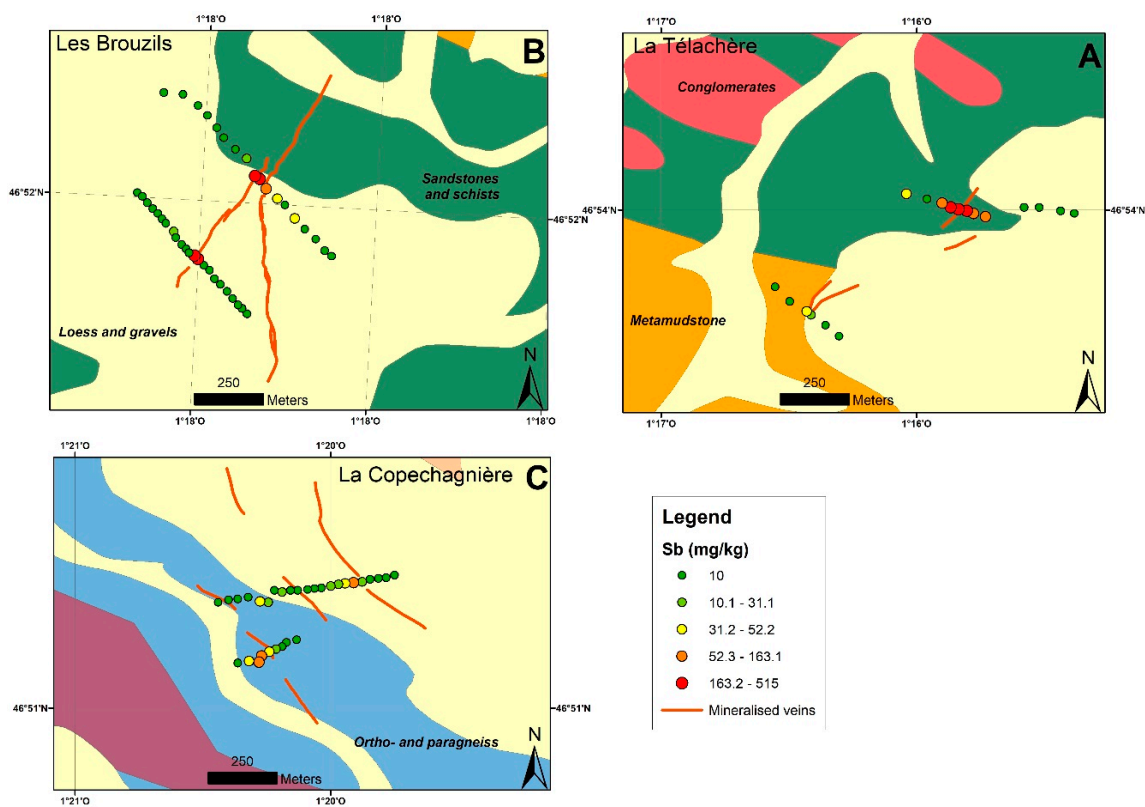 1°18'O
1°18'O
Les Brouzils
B
46°52'N
46°52'N
Sandstones
and schists
Loess and gravels
250
Meters
N
1°18'O
1°18'O
1°18'O
1°17'O
1°16'O
La Télachère
A
Conglomerates
46°54'N
46°54'N
Metamudstone
250
Meters
N
1°17'O
1°16'O
1°21'O
1°20'O
La Copechagnière
C
46°51'N
46°51'N
Ortho- and paragneiss
250
Meters
N
1°21'O
1°20'O
Legend
Sb (mg/kg)
10
10.1 - 31.1
31.2 - 52.2
52.3 - 163.1
163.2 - 515
Mineralised veins